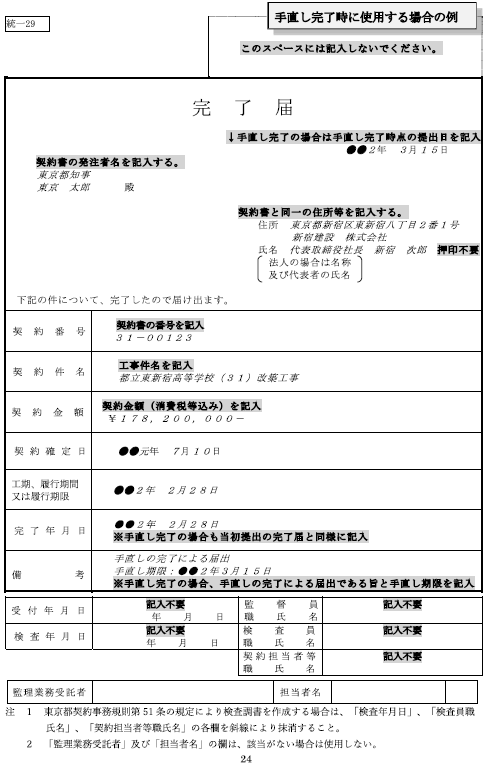 手直し完了時に使用する場合の例
統－29
このスペースには記入しないでください。
完　了　届
↓手直し完了の場合は手直し完了時点の提出日を記入
●●２年　３月１５日
契約書の発注者名を記入する。
東京都知事
東京　太郎　　　殿
契約書と同一の住所等を記入する。
住所　東京都新宿区東新宿八丁目２番１号
新宿建設　株式会社
氏名　代表取締役社長　新宿　次郎　押印不要
（法人の場合は名称
及び代表者の氏名）
下記の件について、完了したので届け出ます。
契約書の番号を記入
契　約　番　号　３１－００１２３
工事件名を記入
契　約　件　名　都立東新宿高等学校（３１）改築工事
契約金額（消費税等込み）を記入
契　約　金　額　￥１７８，２００，０００－
契約確定日　●●元年　７月１０日
工期、履行期間
又は履行期限　●●２年　２月２８日
完了年月日　●●２年　２月２８日
※手直し完了の場合も当初提出の完了届と同様に記入
手直しの完了による届出
備　　　考　手直し期限：●●２年３月１５日
※手直し完了の場合、手直しの完了による届出である旨と手直し期限を記入
受付年月日　記入不要　年　月　日　監督員職氏名　記入不要
検査年月日　記入不要　年　月　日　検査員職氏名　記入不要
契約担当者等職氏名　記入不要
監理業務受託者　担当者名
注　１　東京都契約事務規則第51条の規定により検査調書を作成する場合は、「検査年月日」、「検査員職
氏名」、「契約担当者等職氏名」の各欄を斜線により抹消すること。
２　「監理業務受託者」及び「担当者名」の欄は、該当がない場合は使用しない。
24